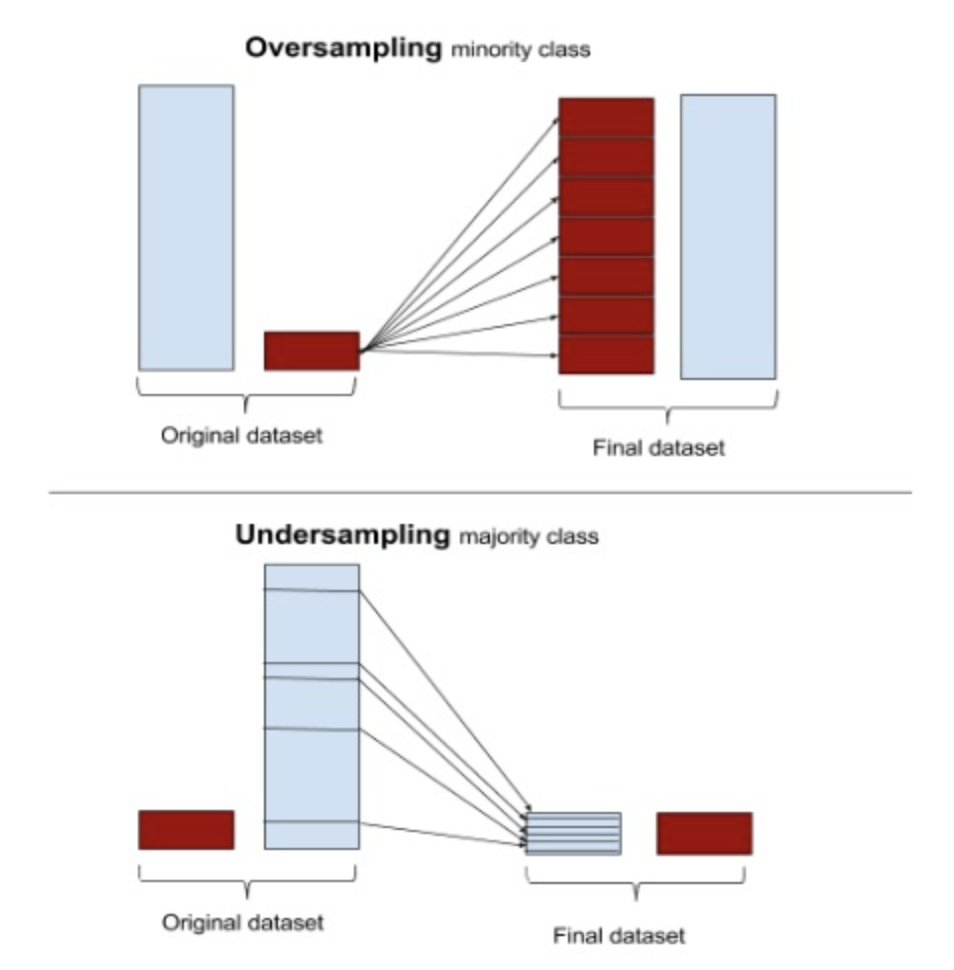 Oversampling minority class
Original dataset
Final dataset
Undersampling majority class
Original dataset
Final dataset